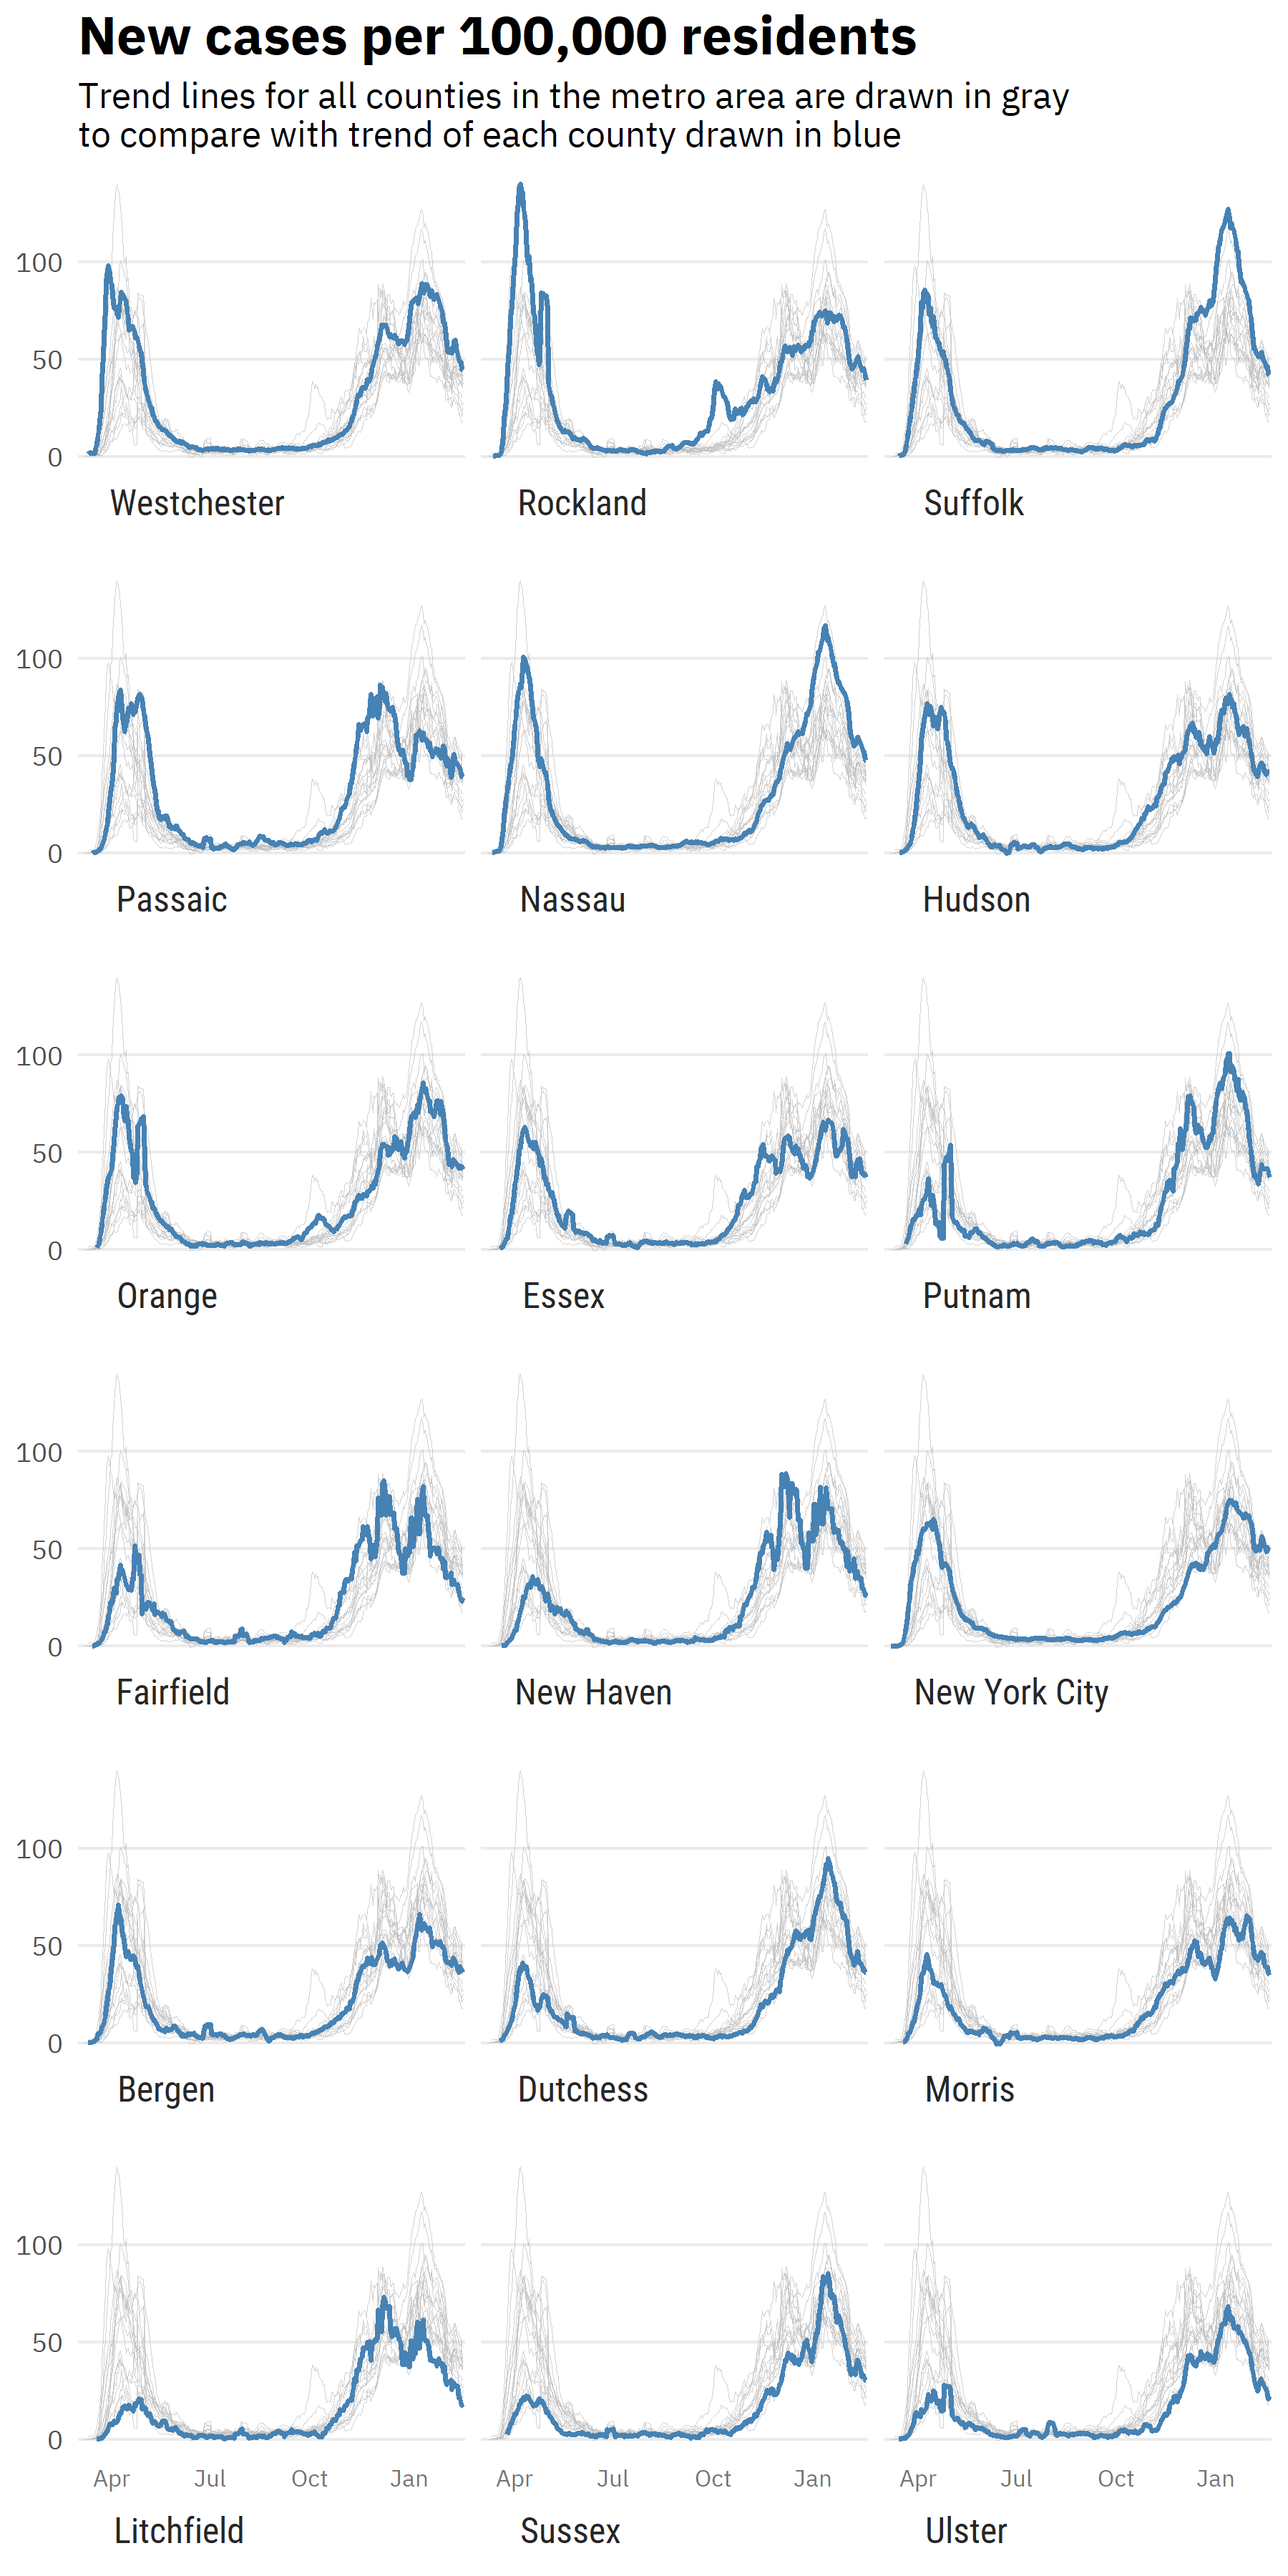 New cases per 100,000 residents
Trend lines for all counties in the metro area are drawn in gray
to compare with trend of each county drawn in blue
100
50
0
Westchester Rockland Suffolk
100
50
0
Passaic Nassau Hudson
100
50
0
Orange Essex Putnam
100
50
0
Fairfield New Haven New York City
100
50
0
Bergen Dutchess Morris
100
50
0
Apr Jul Oct Jan Apr Jul Oct Jan Apr Jul Oct Jan
Litchfield Sussex Ulster